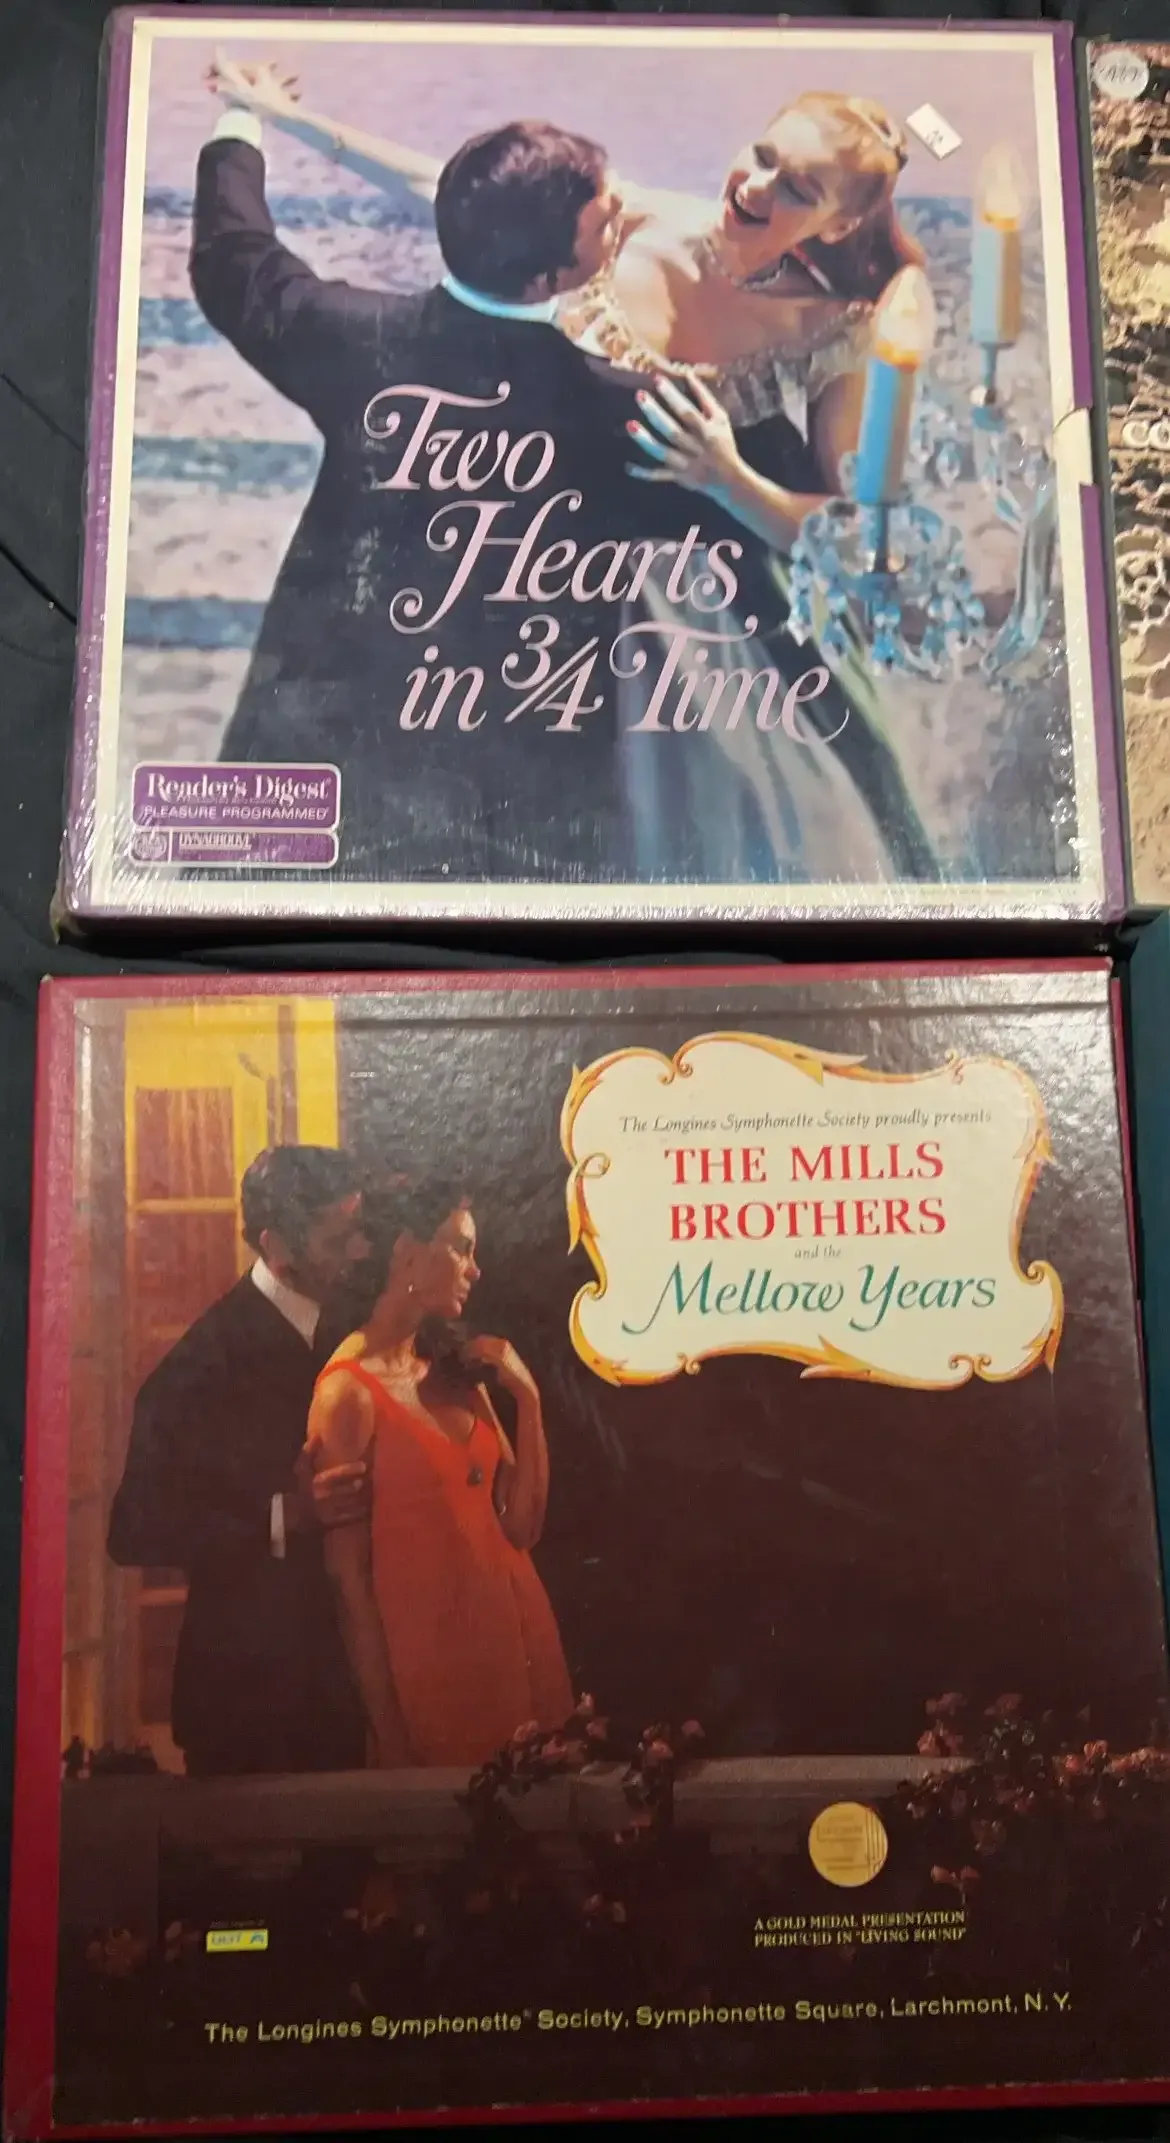 Two
Hearts
in 3/4 Time
Reader's Digest
PLEASURE PROGRAMMED
DYNAGROOVE
The Longines Symphonette Society proudly presents
THE MILLS
BROTHERS
and the
Mellow Years
A GOLD MEDAL PRESENTATION
PRODUCED IN "LIVING SOUND"
The Longines Symphonette® Society, Symphonette Square, Larchmont, N.Y.